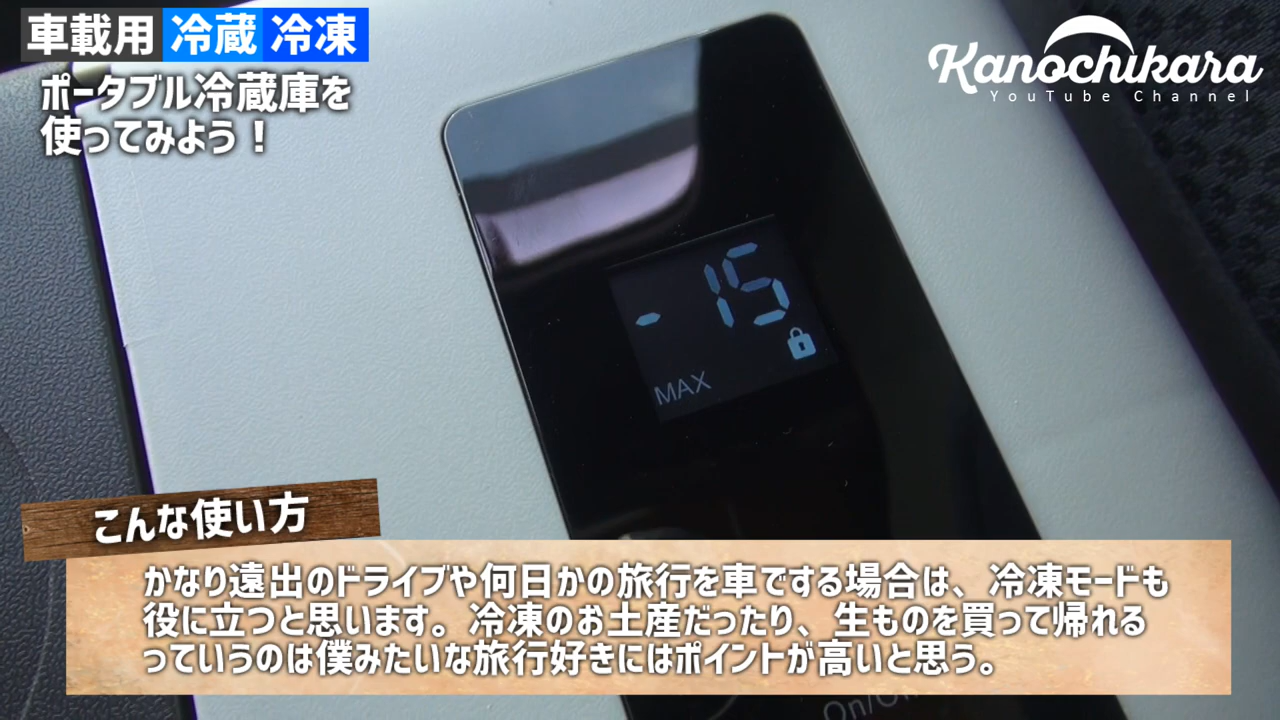 車載用 冷蔵 冷凍
ポータブル冷蔵庫を
使ってみよう！
Kanochikara
YouTube Channel
-15
MAX
こんな使い方
かなり遠出のドライブや何日かの旅行を車でする場合は、冷凍モードも
役に立つと思います。冷凍のお土産だったり、生ものを買って帰れる
っていうのは僕みたいな旅行好きにはポイントが高いと思う。